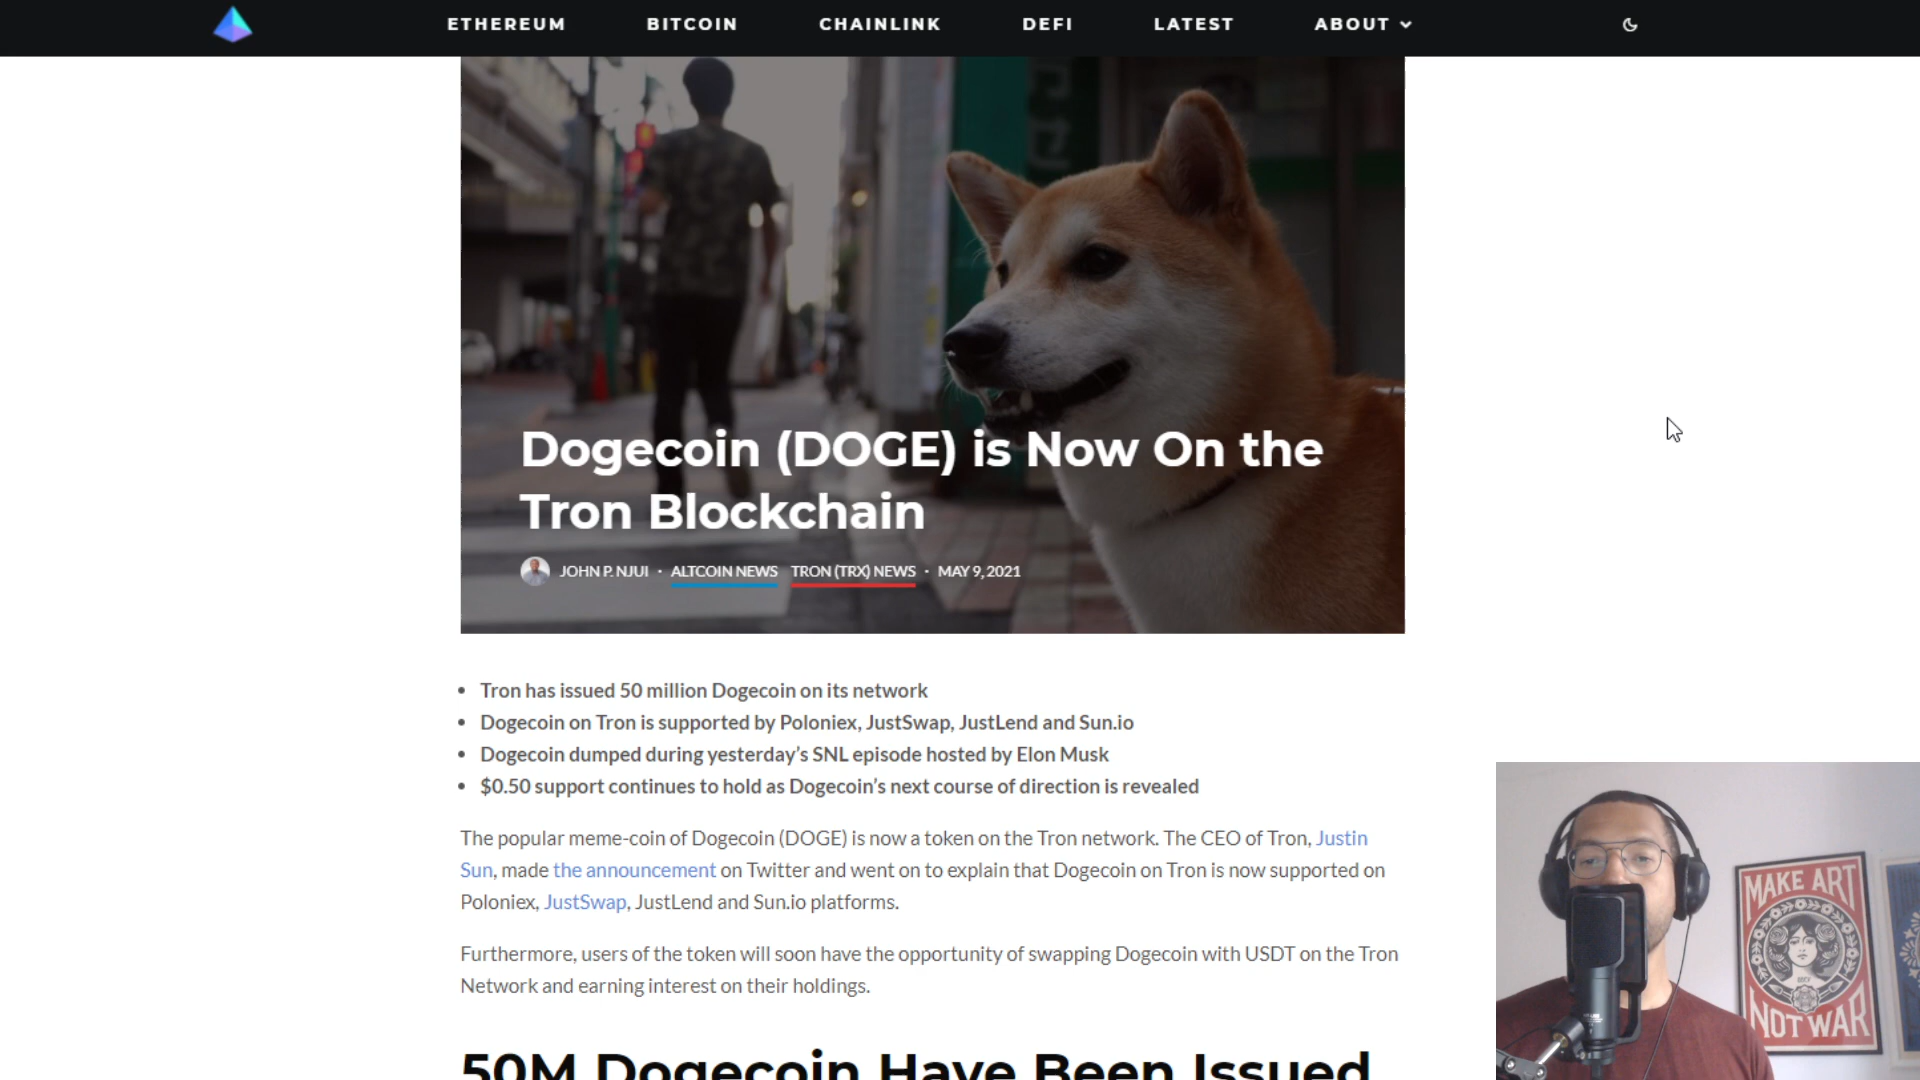 ETHEREUM BITCOIN CHAINLINK DEFI LATEST ABOUT
Dogecoin (DOGE) is Now On the
Tron Blockchain
JOHN P. NJUI · ALTCOIN NEWS TRON (TRX) NEWS · MAY 9, 2021
• Tron has issued 50 million Dogecoin on its network
• Dogecoin on Tron is supported by Poloniex, JustSwap, JustLend and Sun.io
• Dogecoin dumped during yesterday’s SNL episode hosted by Elon Musk
• $0.50 support continues to hold as Dogecoin’s next course of direction is revealed
The popular meme-coin of Dogecoin (DOGE) is now a token on the Tron network. The CEO of Tron, Justin
Sun, made the announcement on Twitter and went on to explain that Dogecoin on Tron is now supported on
Poloniex, JustSwap, JustLend and Sun.io platforms.
Furthermore, users of the token will soon have the opportunity of swapping Dogecoin with USDT on the Tron
Network and earning interest on their holdings.
50M Dogecoin Have Been Issued
MAKE ART
NOT WAR